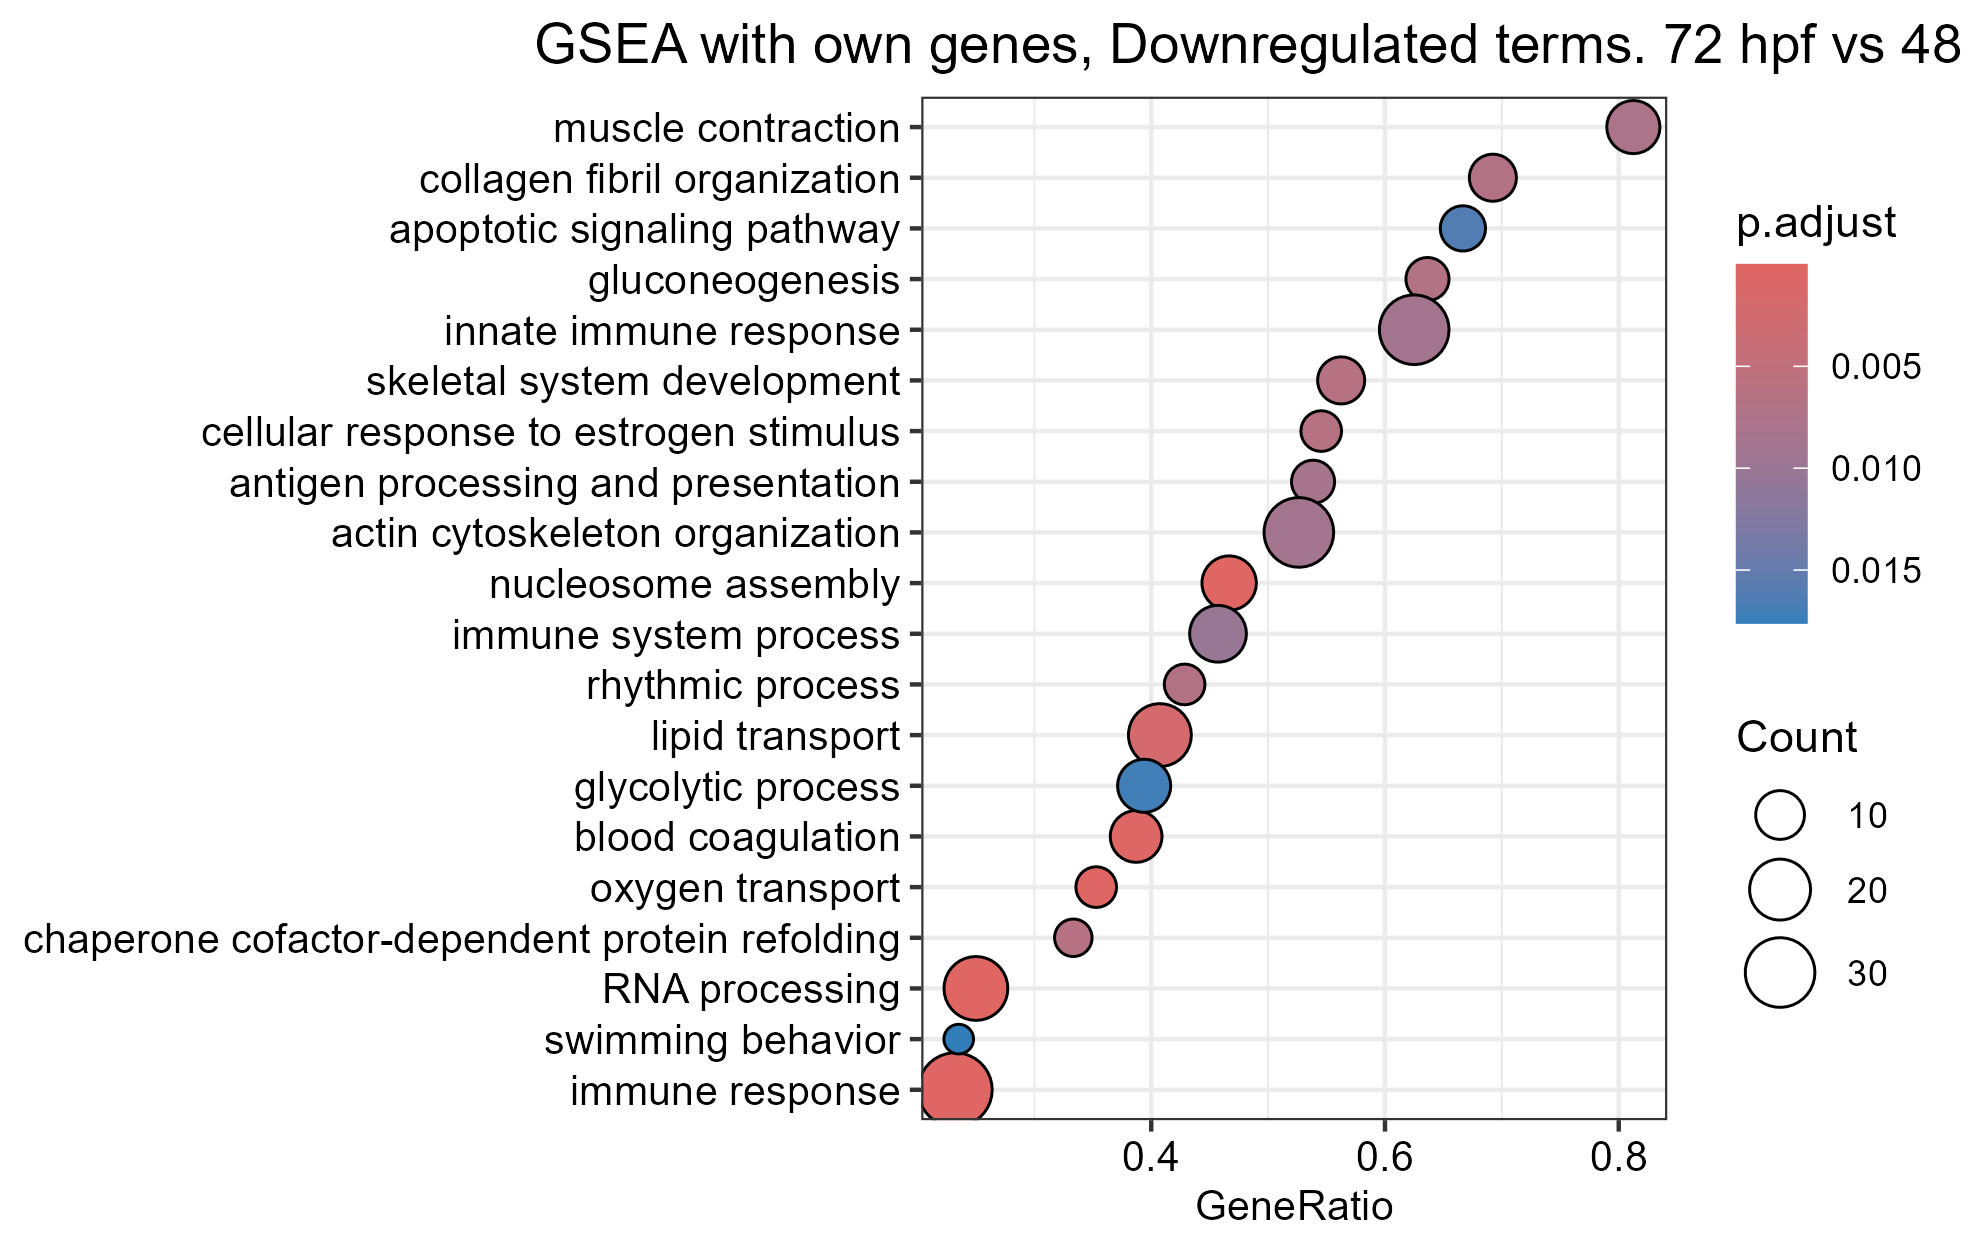 GSEA with own genes, Downregulated terms. 72 hpf vs 48
muscle contraction
collagen fibril organization
apoptotic signaling pathway
gluconeogenesis
innate immune response
skeletal system development
cellular response to estrogen stimulus
antigen processing and presentation
actin cytoskeleton organization
nucleosome assembly
immune system process
rhythmic process
lipid transport
glycolytic process
blood coagulation
oxygen transport
chaperone cofactor-dependent protein refolding
RNA processing
swimming behavior
immune response
0.4 0.6 0.8
GeneRatio
p.adjust
0.005
0.010
0.015
Count
10
20
30